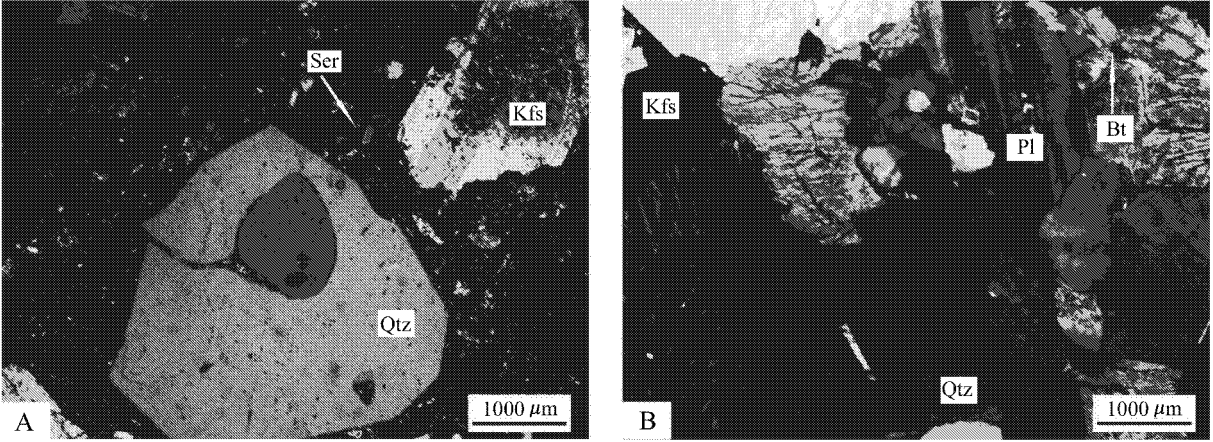 Ser
Kfs
Qtz
A
1000 μm
Kfs
Pl
Bt
Qtz
B
1000 μm